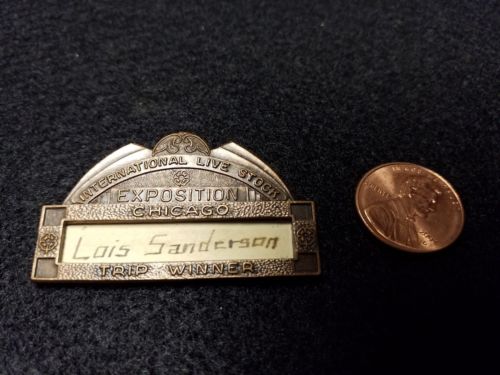 INTERNATIONAL LIVE STOCK
EXPOSITION
CHICAGO
Lois Sanderson
TRIP WINNER